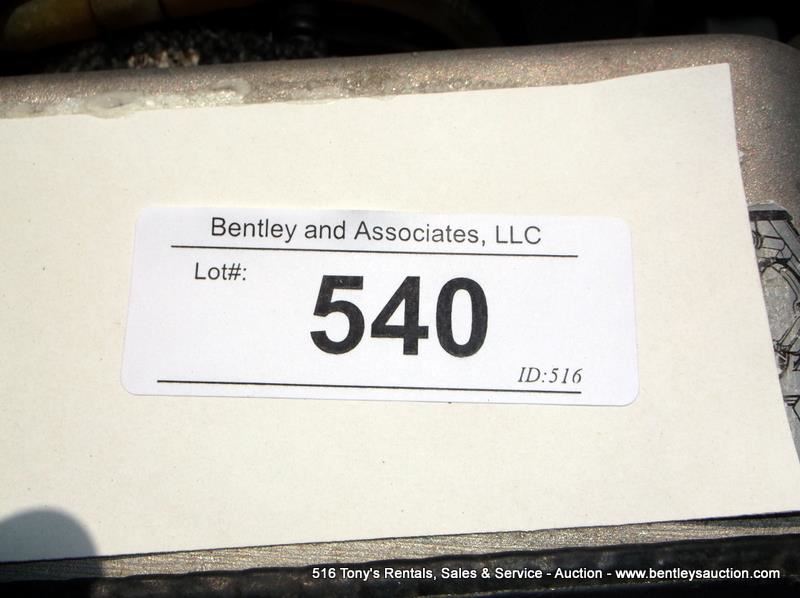 Bentley and Associates, LLC
Lot#:
540
ID:516
516 Tony's Rentals, Sales & Service - Auction - www.bentleysauction.com